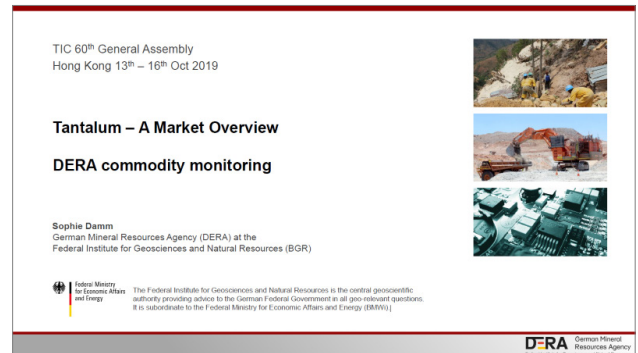 TIC 60th General Assembly
Hong Kong 13th – 16th Oct 2019
Tantalum – A Market Overview
DERA commodity monitoring
Sophie Damm
German Mineral Resources Agency (DERA) at the
Federal Institute for Geosciences and Natural Resources (BGR)
Federal Ministry
for Economic Affairs
and Energy
The Federal Institute for Geosciences and Natural Resources is the central geoscientific
authority providing advice to the German Federal Government in all geo-relevant questions.
It is subordinate to the Federal Ministry for Economic Affairs and Energy (BMWi).
DERA
German Mineral
Resources Agency